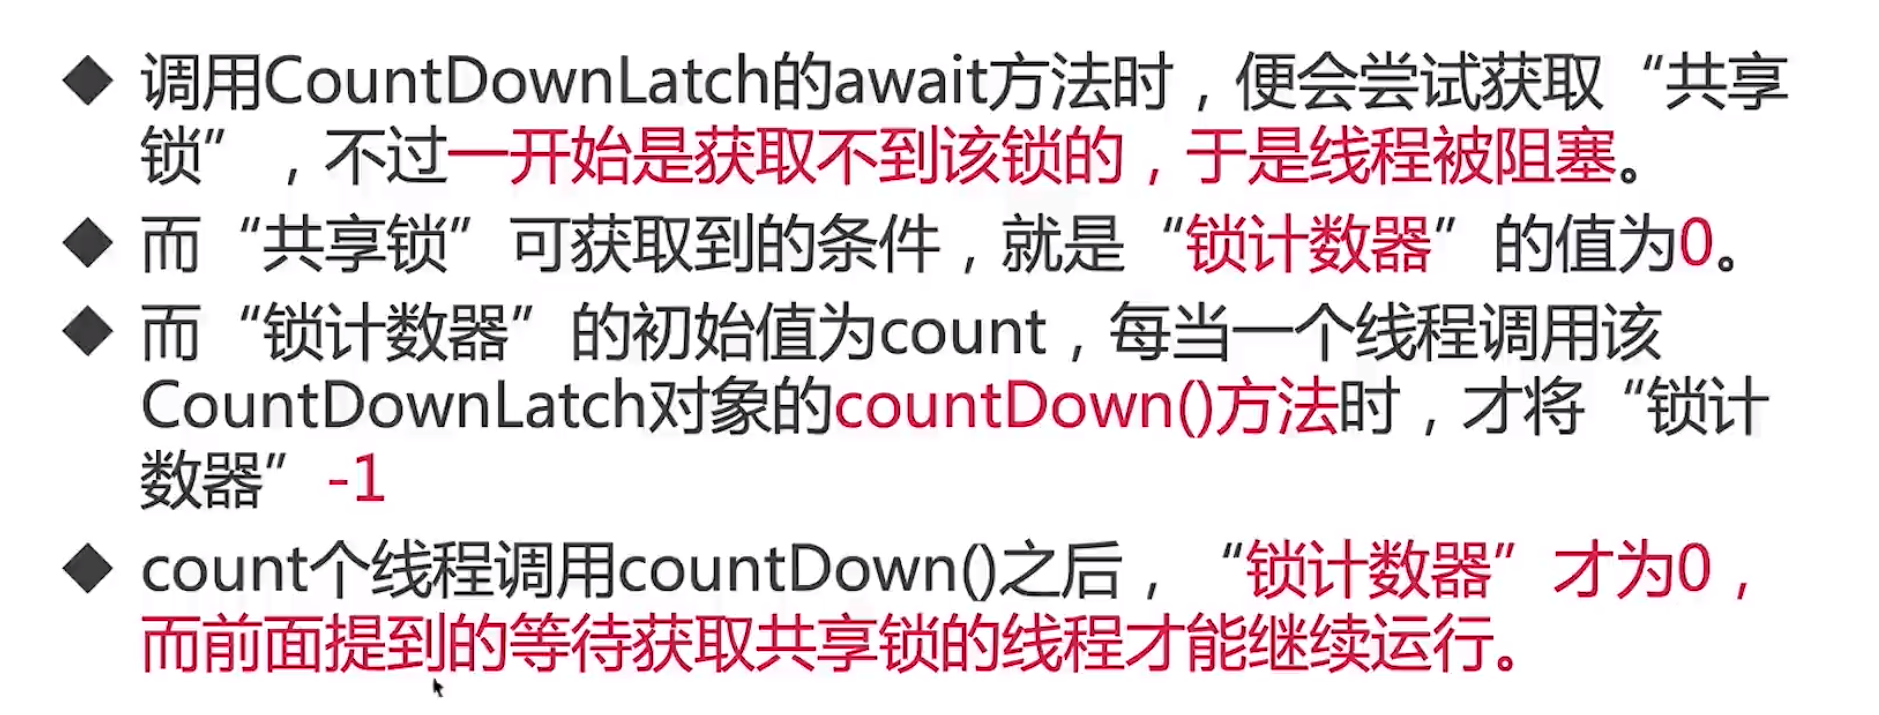 ◆ 调用CountDownLatch的await方法时，便会尝试获取“共享
锁”，不过一开始是获取不到该锁的，于是线程被阻塞。
◆ 而“共享锁”可获取到的条件，就是“锁计数器”的值为0。
◆ 而“锁计数器”的初始值为count，每当一个线程调用该
CountDownLatch对象的countDown()方法时，才将“锁计
数器”-1
◆ count个线程调用countDown()之后，“锁计数器”才为0，
而前面提到的等待获取共享锁的线程才能继续运行。